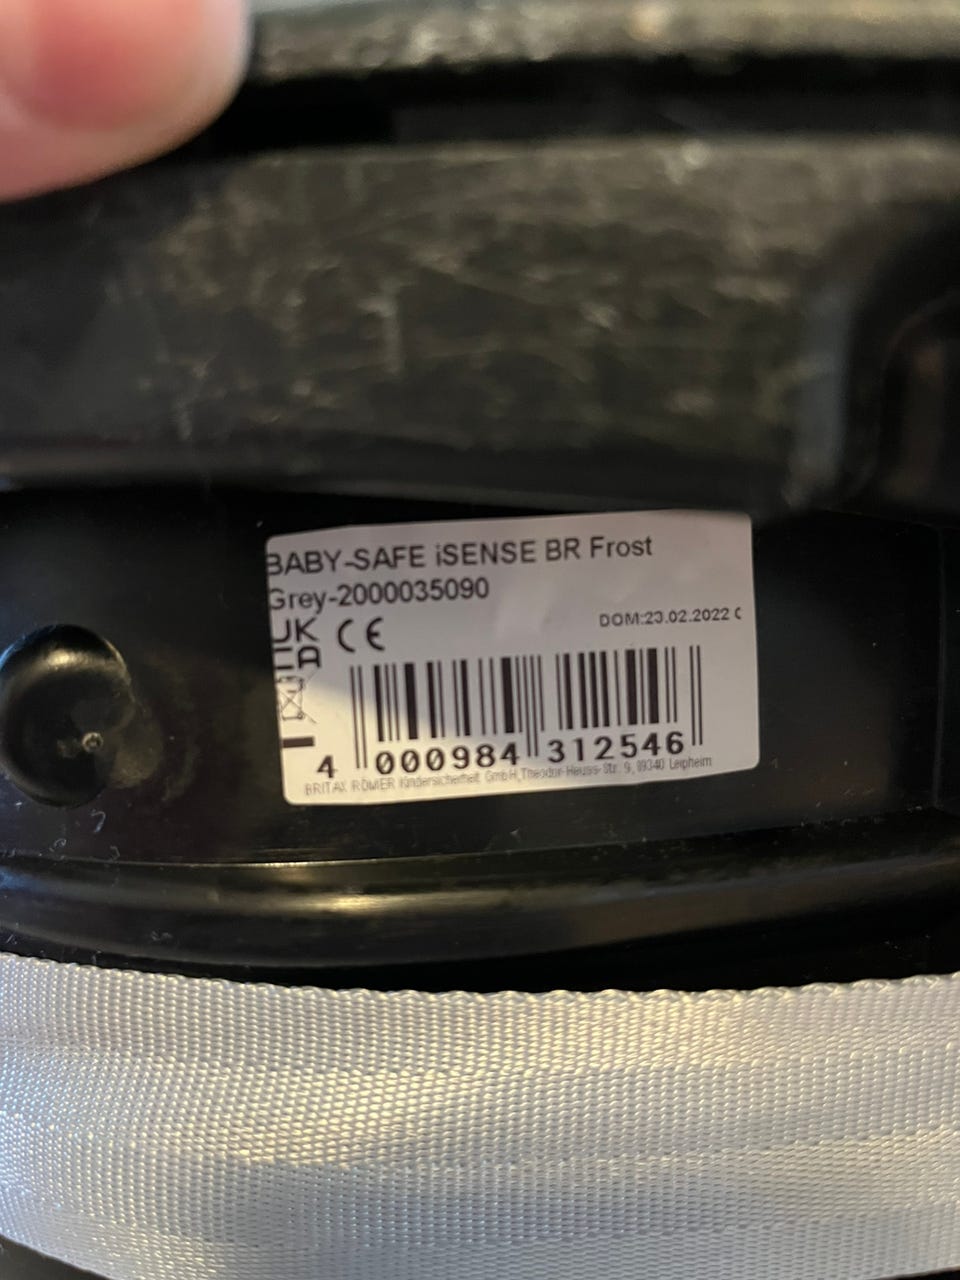 BABY-SAFE iSENSE BR Frost
Grey-2000035090
UK
CA
CE
DOM:23.02.2022 C
4 000984 312546
BRITAX RÖMER Kindersicherheit GmbH,Theodor-Heuss-Str. 9, 89340 Leipheim